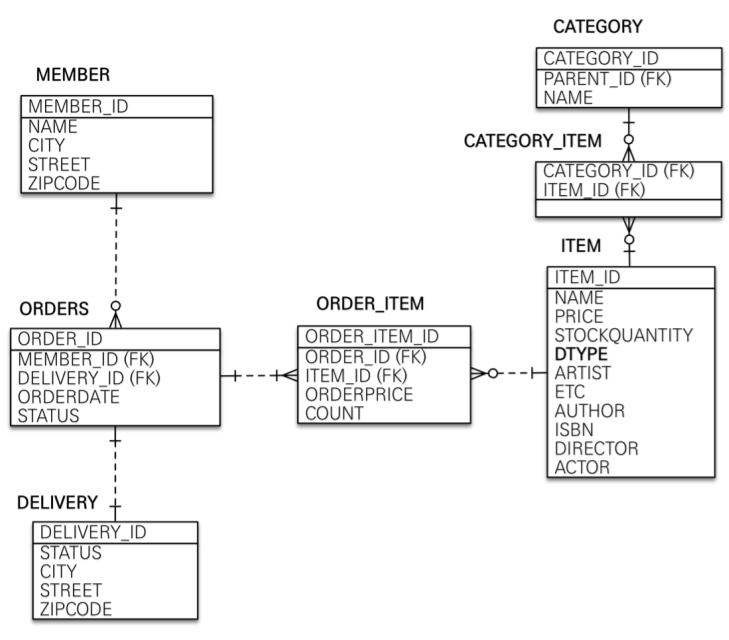 CATEGORY
CATEGORY_ID
PARENT_ID (FK)
NAME
MEMBER
MEMBER_ID
NAME
CITY
STREET
ZIPCODE
CATEGORY_ITEM
CATEGORY_ID (FK)
ITEM_ID (FK)
ITEM
ITEM_ID
NAME
PRICE
STOCKQUANTITY
DTYPE
ARTIST
ETC
AUTHOR
ISBN
DIRECTOR
ACTOR
ORDERS
ORDER_ID
MEMBER_ID (FK)
DELIVERY_ID (FK)
ORDERDATE
STATUS
ORDER_ITEM
ORDER_ITEM_ID
ORDER_ID (FK)
ITEM_ID (FK)
ORDERPRICE
COUNT
DELIVERY
DELIVERY_ID
STATUS
CITY
STREET
ZIPCODE